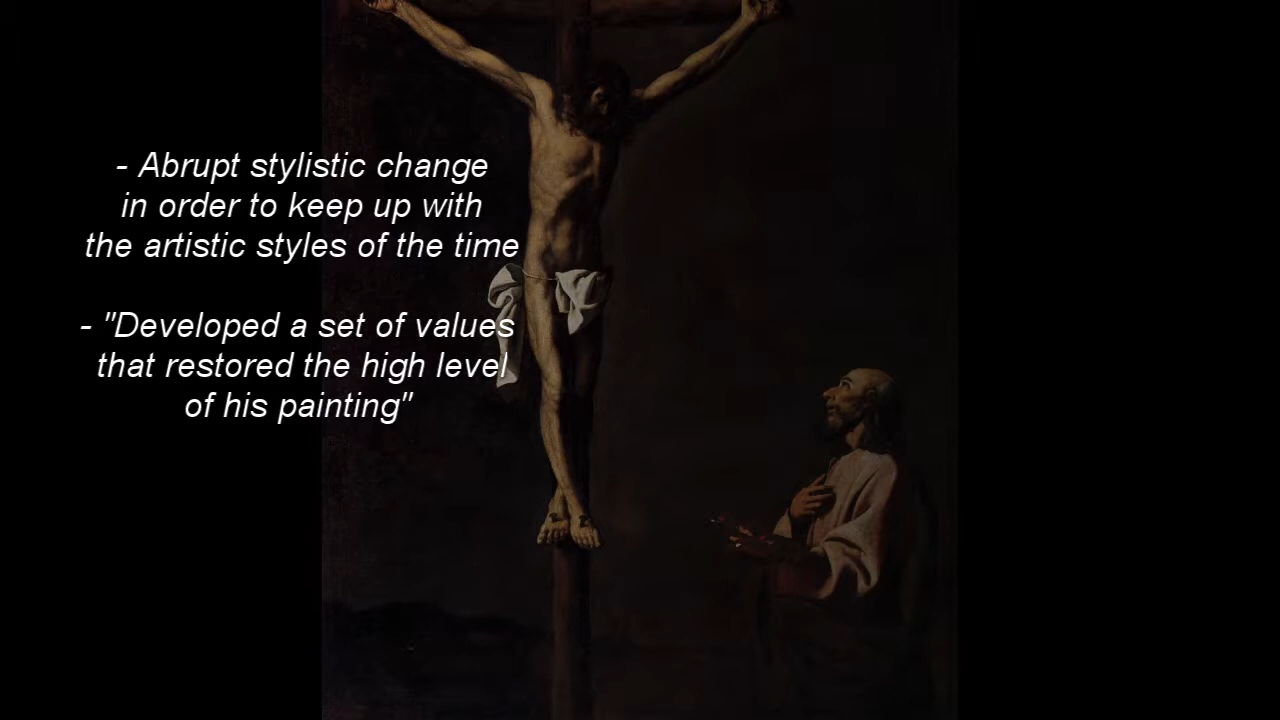 - Abrupt stylistic change
in order to keep up with
the artistic styles of the time
- "Developed a set of values
that restored the high level
of his painting"